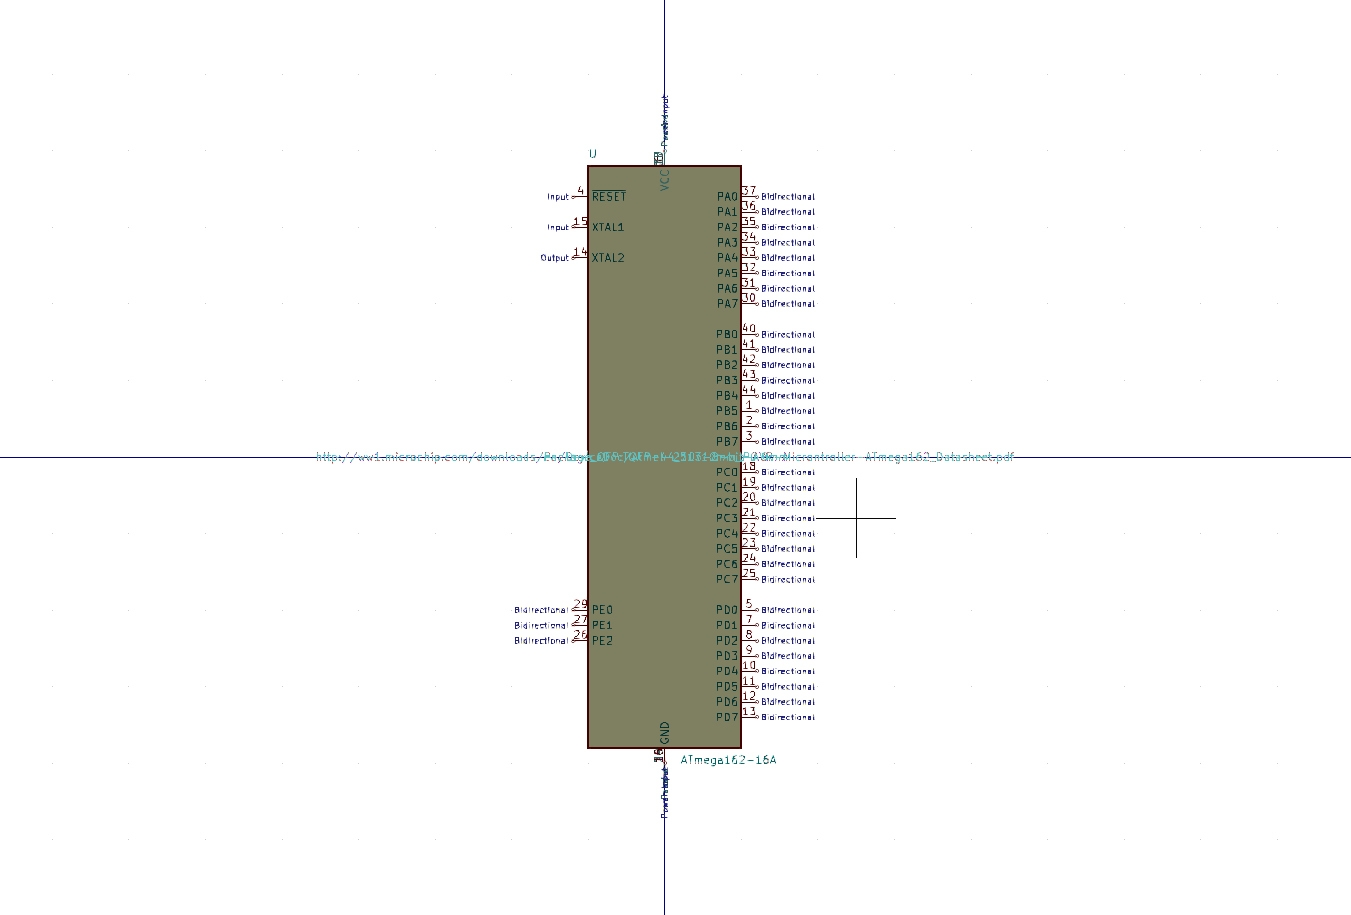 Input
U
VCC
4 RESET Input
15 XTAL1 Input
14 XTAL2 Output
PA0 37 Bidirectional
PA1 36 Bidirectional
PA2 35 Bidirectional
PA3 34 Bidirectional
PA4 33 Bidirectional
PA5 32 Bidirectional
PA6 31 Bidirectional
PA7 30 Bidirectional
PB0 40 Bidirectional
PB1 41 Bidirectional
PB2 42 Bidirectional
PB3 43 Bidirectional
PB4 44 Bidirectional
PB5 1 Bidirectional
PB6 2 Bidirectional
PB7 3 Bidirectional
http://ww1.microchip.com/downloads/ ATmega162_Datasheet.pdf
PC0 18 Bidirectional
PC1 19 Bidirectional
PC2 20 Bidirectional
PC3 21 Bidirectional
PC4 22 Bidirectional
PC5 23 Bidirectional
PC6 24 Bidirectional
PC7 25 Bidirectional
Bidirectional 29 PE0
Bidirectional 27 PE1
Bidirectional 26 PE2
PD0 5 Bidirectional
PD1 7 Bidirectional
PD2 8 Bidirectional
PD3 9 Bidirectional
PD4 10 Bidirectional
PD5 11 Bidirectional
PD6 12 Bidirectional
PD7 13 Bidirectional
GND
ATmega162-16A